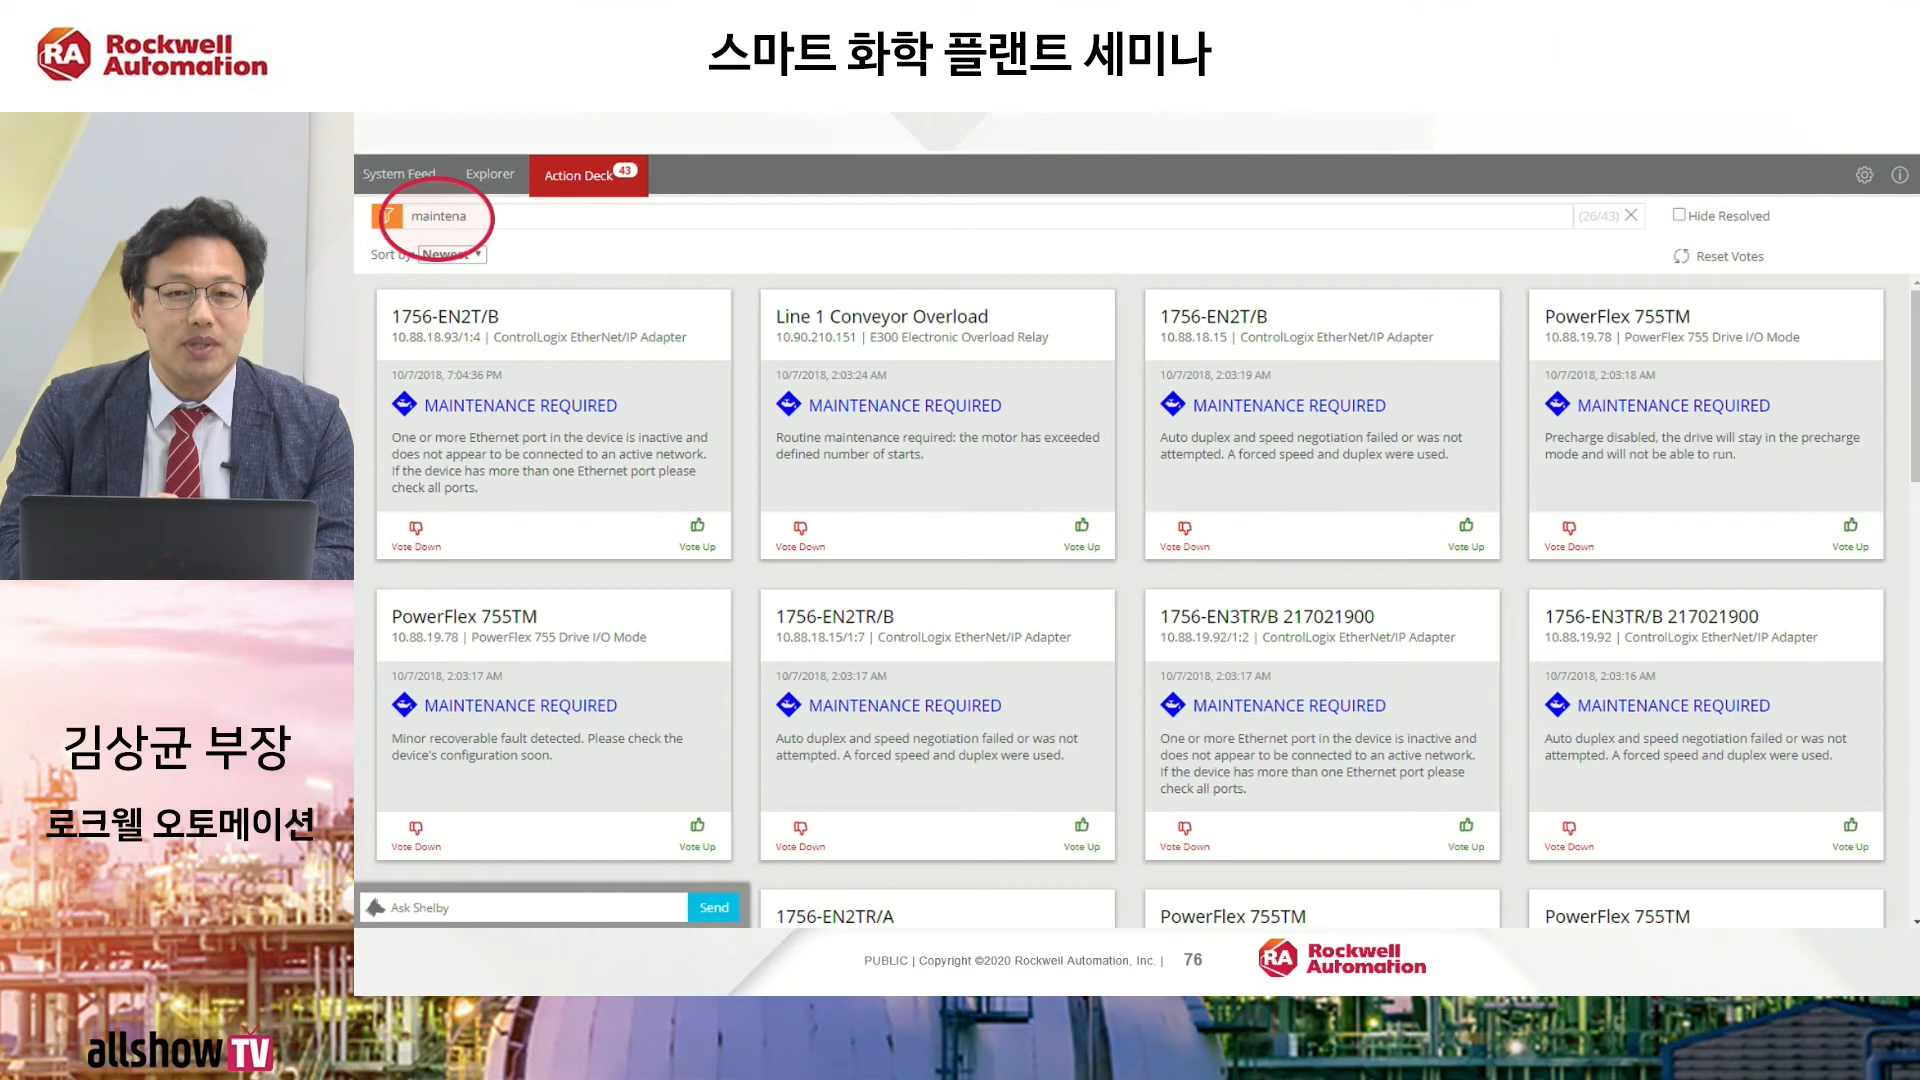 RA Rockwell
Automation
스마트 화학 플랜트 세미나
System Feed Explorer Action Deck 43
maintena (26/43) Hide Resolved
Sort by: Newest Reset Votes
1756-EN2T/B
10.88.18.93/1:4 | ControlLogix EtherNet/IP Adapter
10/7/2018, 7:04:36 PM
MAINTENANCE REQUIRED
One or more Ethernet port in the device is inactive and
does not appear to be connected to an active network.
If the device has more than one Ethernet port please
check all ports.
Vote Down Vote Up
Line 1 Conveyor Overload
10.90.210.151 | E300 Electronic Overload Relay
10/7/2018, 2:03:24 AM
MAINTENANCE REQUIRED
Routine maintenance required: the motor has exceeded
defined number of starts.
Vote Down Vote Up
1756-EN2T/B
10.88.18.15 | ControlLogix EtherNet/IP Adapter
10/7/2018, 2:03:19 AM
MAINTENANCE REQUIRED
Auto duplex and speed negotiation failed or was not
attempted. A forced speed and duplex were used.
Vote Down Vote Up
PowerFlex 755TM
10.88.19.78 | PowerFlex 755 Drive I/O Mode
10/7/2018, 2:03:18 AM
MAINTENANCE REQUIRED
Precharge disabled, the drive will stay in the precharge
mode and will not be able to run.
Vote Down Vote Up
PowerFlex 755TM
10.88.19.78 | PowerFlex 755 Drive I/O Mode
10/7/2018, 2:03:17 AM
MAINTENANCE REQUIRED
Minor recoverable fault detected. Please check the
device's configuration soon.
Vote Down Vote Up
1756-EN2TR/B
10.88.18.15/1:7 | ControlLogix EtherNet/IP Adapter
10/7/2018, 2:03:17 AM
MAINTENANCE REQUIRED
Auto duplex and speed negotiation failed or was not
attempted. A forced speed and duplex were used.
Vote Down Vote Up
1756-EN3TR/B 217021900
10.88.19.92/1:2 | ControlLogix EtherNet/IP Adapter
10/7/2018, 2:03:17 AM
MAINTENANCE REQUIRED
One or more Ethernet port in the device is inactive and
does not appear to be connected to an active network.
If the device has more than one Ethernet port please
check all ports.
Vote Down Vote Up
1756-EN3TR/B 217021900
10.88.19.92 | ControlLogix EtherNet/IP Adapter
10/7/2018, 2:03:16 AM
MAINTENANCE REQUIRED
Auto duplex and speed negotiation failed or was not
attempted. A forced speed and duplex were used.
Vote Down Vote Up
Ask Shelby Send
1756-EN2TR/A
PowerFlex 755TM
PowerFlex 755TM
PUBLIC | Copyright ©2020 Rockwell Automation, Inc. | 76
RA Rockwell
Automation
김상균 부장
로크웰 오토메이션
allshow TV